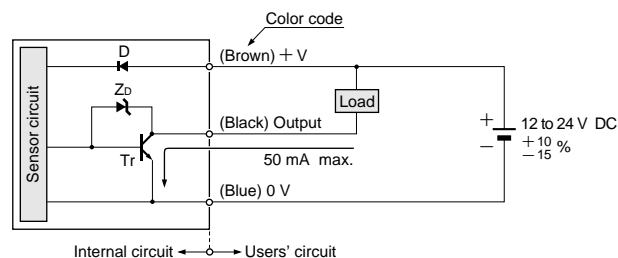 Color code
D
(Brown) +V
ZD
Load
Sensor circuit
(Black) Output
+
12 to 24 V DC
+10
−15 %
−
Tr
50 mA max.
(Blue) 0 V
Internal circuit
Users' circuit